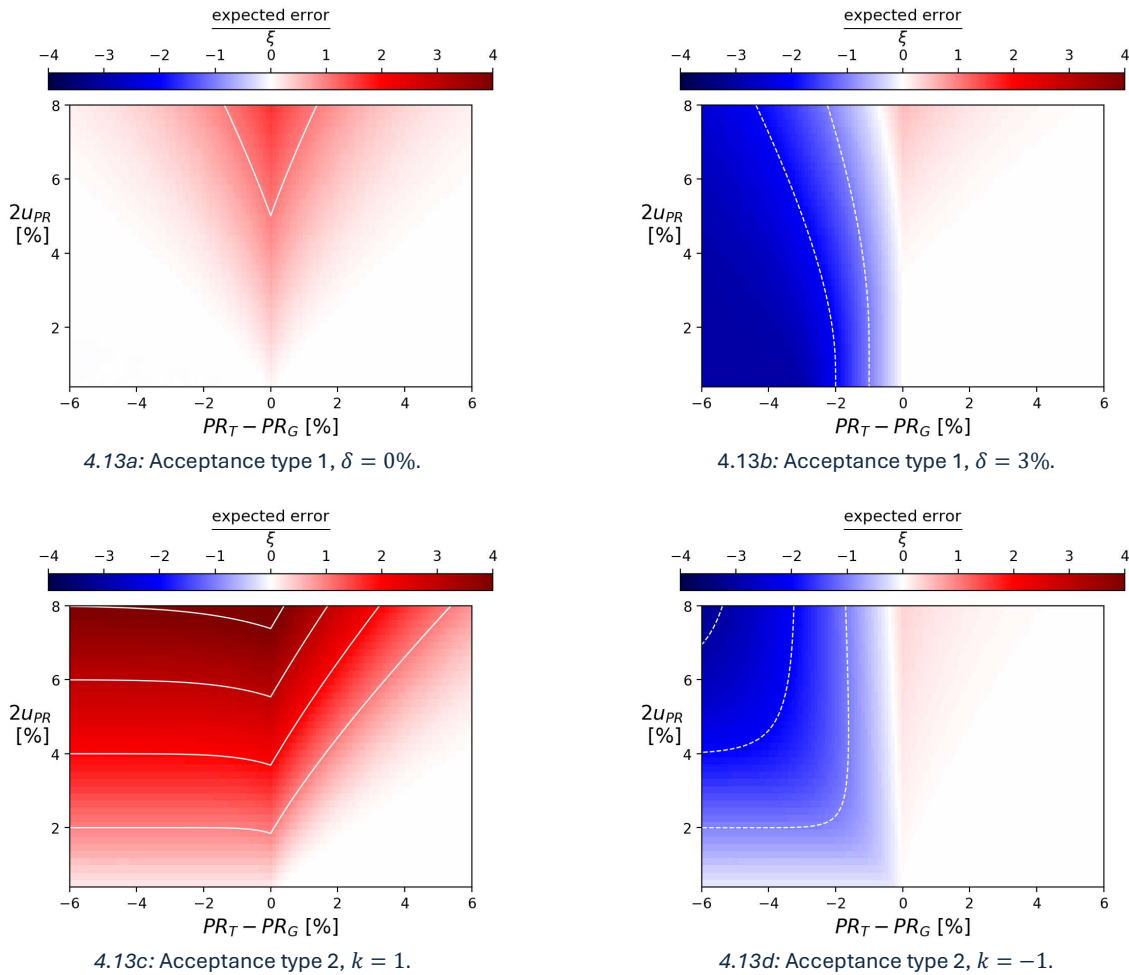 expected error
ξ
−4 −3 −2 −1 0 1 2 3 4
8
6
2u_PR
[%]
4
2
−6 −4 −2 0 2 4 6
PR_T − PR_G [%]
4.13a: Acceptance type 1, δ = 0%.
expected error
ξ
−4 −3 −2 −1 0 1 2 3 4
8
6
2u_PR
[%]
4
2
−6 −4 −2 0 2 4 6
PR_T − PR_G [%]
4.13b: Acceptance type 1, δ = 3%.
expected error
ξ
−4 −3 −2 −1 0 1 2 3 4
8
6
2u_PR
[%]
4
2
−6 −4 −2 0 2 4 6
PR_T − PR_G [%]
4.13c: Acceptance type 2, k = 1.
expected error
ξ
−4 −3 −2 −1 0 1 2 3 4
8
6
2u_PR
[%]
4
2
−6 −4 −2 0 2 4 6
PR_T − PR_G [%]
4.13d: Acceptance type 2, k = −1.